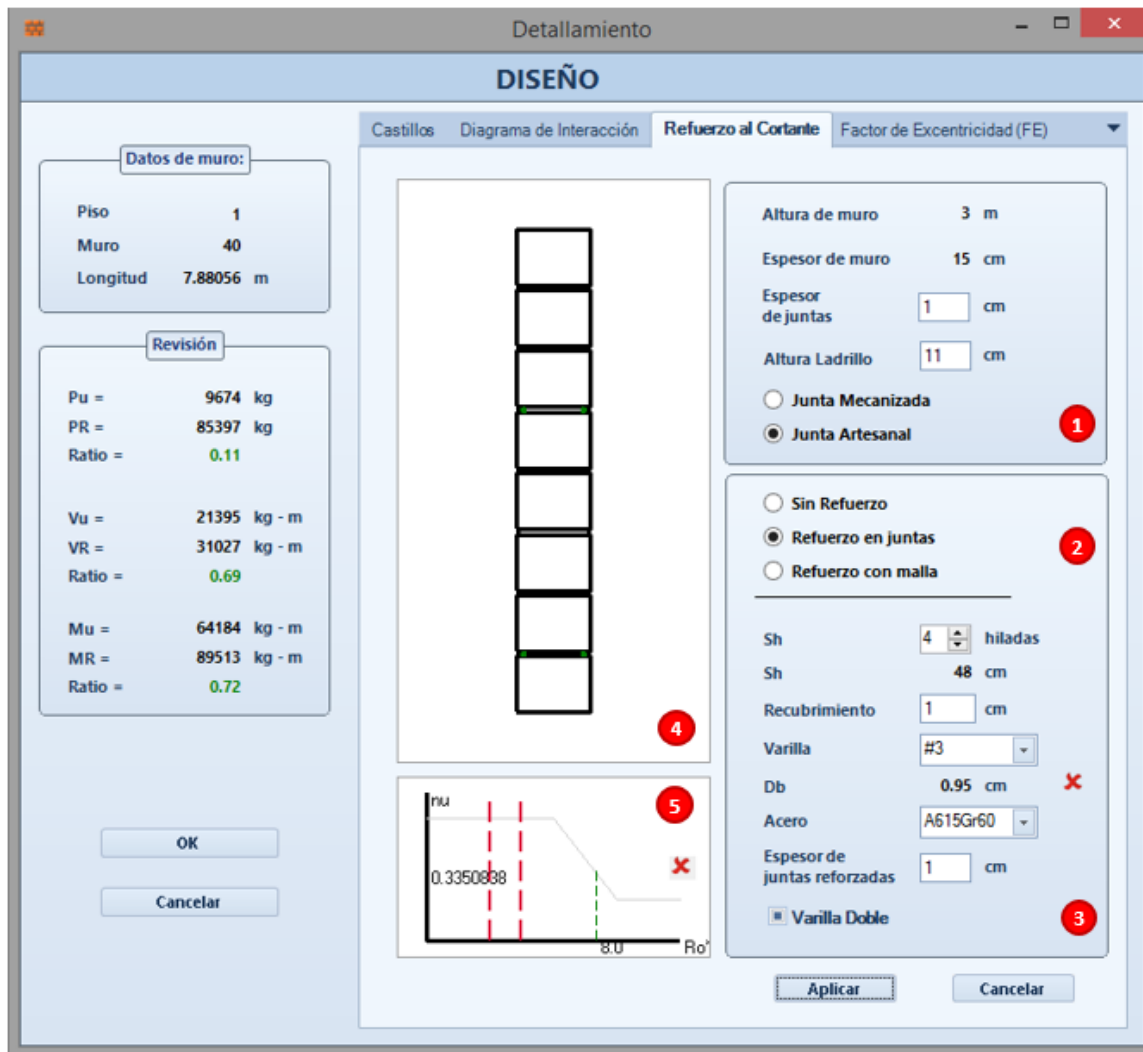 Detallamiento
DISEÑO
Datos de muro:
Piso 1
Muro 40
Longitud 7.88056 m
Revisión
Pu = 9674 kg
PR = 85397 kg
Ratio = 0.11
Vu = 21395 kg - m
VR = 31027 kg - m
Ratio = 0.69
Mu = 64184 kg - m
MR = 89513 kg - m
Ratio = 0.72
OK
Cancelar
Castillos Diagrama de Interacción Refuerzo al Cortante Factor de Excentricidad (FE)
4
nu
5
0.3350838
8.0 Ro*
Altura de muro 3 m
Espesor de muro 15 cm
Espesor
de juntas 1 cm
Altura Ladrillo 11 cm
Junta Mecanizada
1
Junta Artesanal
Sin Refuerzo
Refuerzo en juntas
2
Refuerzo con malla
Sh 4 hiladas
Sh 48 cm
Recubrimiento 1 cm
Varilla #3
Db 0.95 cm
Acero A615Gr60
Espesor de
juntas reforzadas 1 cm
Varilla Doble
3
Aplicar Cancelar